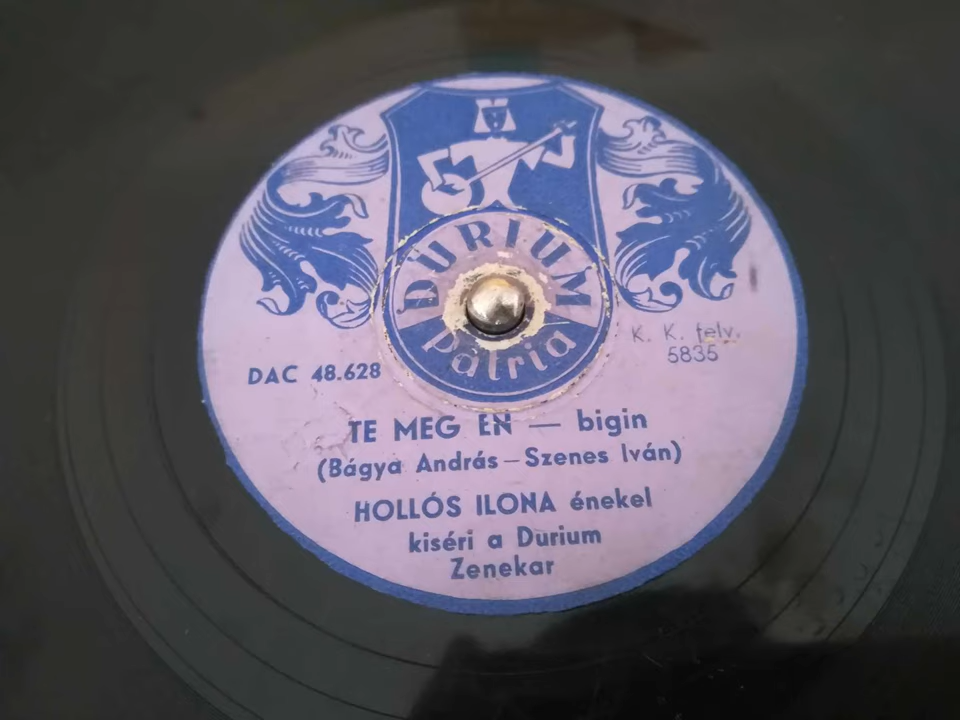 DURIUM
Pátria
K. K. felv.
5835
DAC 48.628
TE MEG ÉN — bigin
(Bágya András – Szenes Iván)
HOLLÓS ILONA énekel
kiséri a Durium
Zenekar